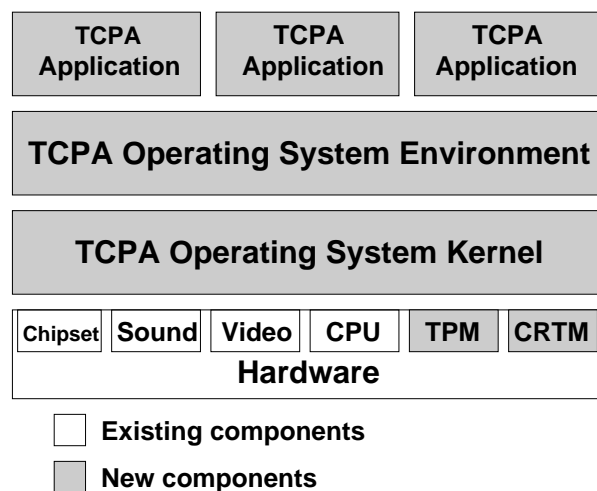 TCPA TCPA TCPA
Application Application Application
TCPA Operating System Environment
TCPA Operating System Kernel
Chipset Sound Video CPU TPM CRTM
Hardware
Existing components
New components